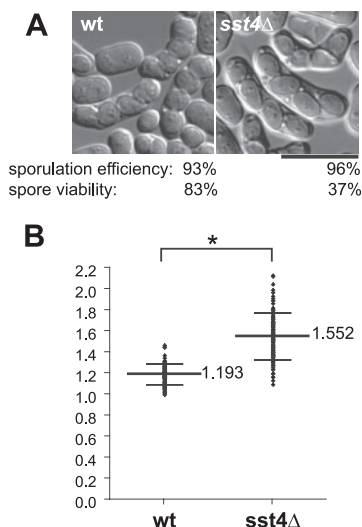 A
wt
sst4Δ
sporulation efficiency: 93% 96%
spore viability: 83% 37%
B
*
2.2
2.0
1.8
1.6
1.4
1.2
1.0
0.8
0.6
0.4
0.2
0.0
1.193
1.552
wt
sst4Δ